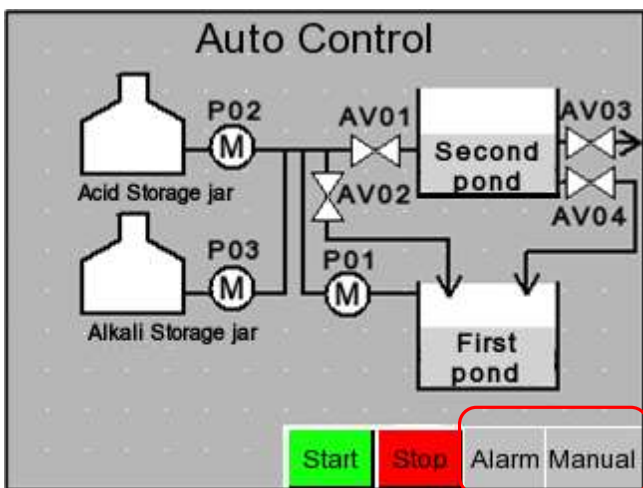 Auto Control
P02
M
AV01
AV03
Second
pond
Acid Storage jar
AV02
AV04
P03
M
P01
M
Alkali Storage jar
First
pond
Start
Stop
Alarm
Manual